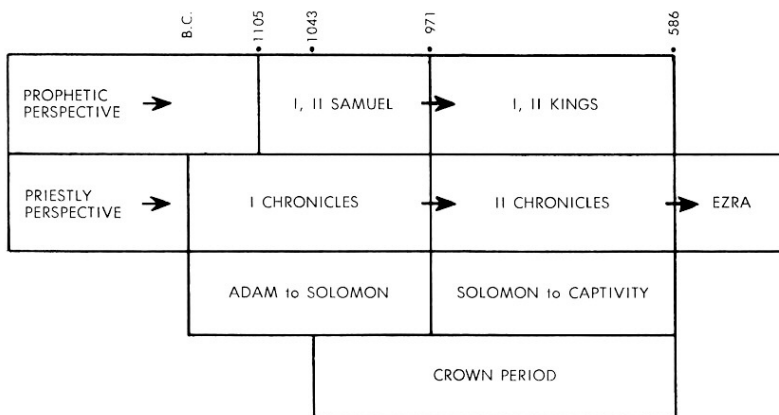 B.C.
1105
1043
971
586
PROPHETIC
PERSPECTIVE
I, II SAMUEL
I, II KINGS
PRIESTLY
PERSPECTIVE
I CHRONICLES
II CHRONICLES
EZRA
ADAM to SOLOMON
SOLOMON to CAPTIVITY
CROWN PERIOD